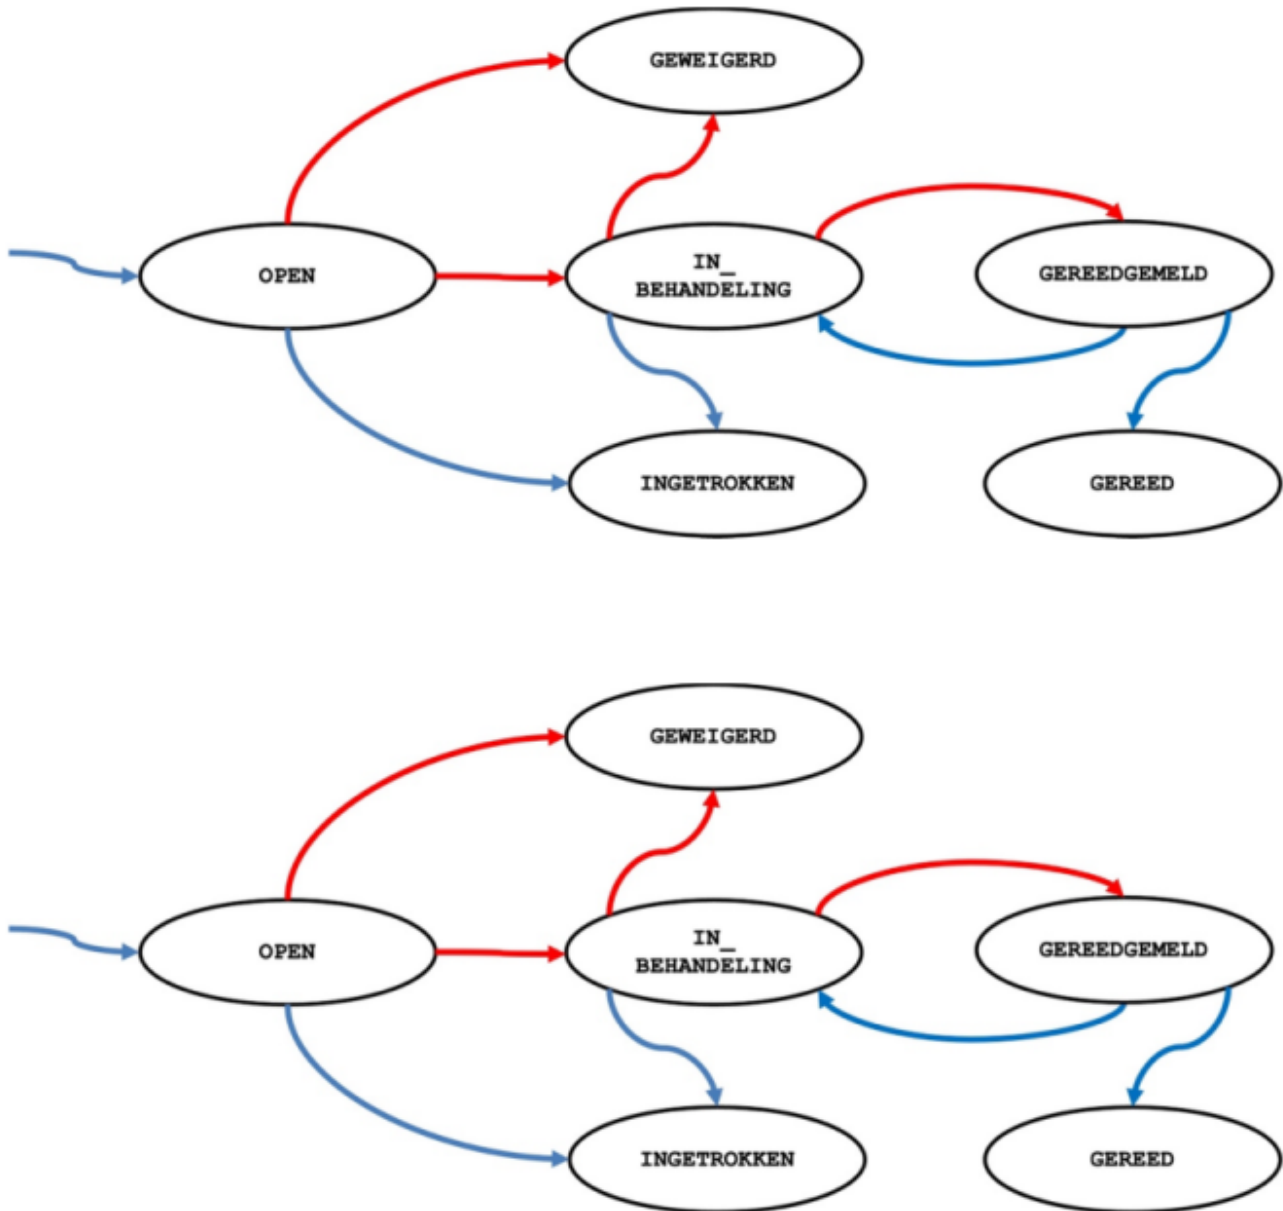 GEWEIGERD
OPEN
IN_
BEHANDELING
GEREEDGEMELD
INGETROKKEN
GEREED
GEWEIGERD
OPEN
IN_
BEHANDELING
GEREEDGEMELD
INGETROKKEN
GEREED